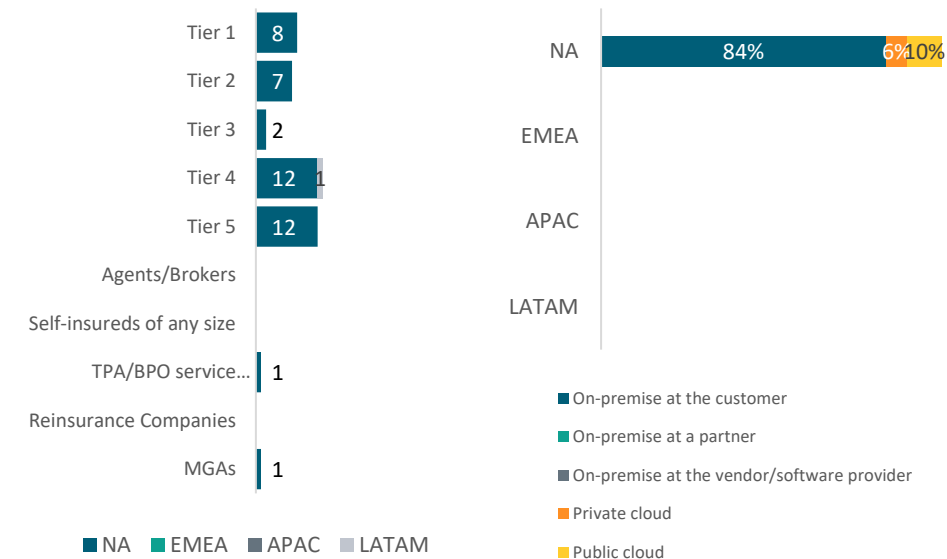 Tier 1 8
Tier 2 7
Tier 3 2
Tier 4 12 1
Tier 5 12
Agents/Brokers
Self-insureds of any size
TPA/BPO service... 1
Reinsurance Companies
MGAs 1
NA EMEA APAC LATAM
NA 84% 6% 10%
EMEA
APAC
LATAM
On-premise at the customer
On-premise at a partner
On-premise at the vendor/software provider
Private cloud
Public cloud